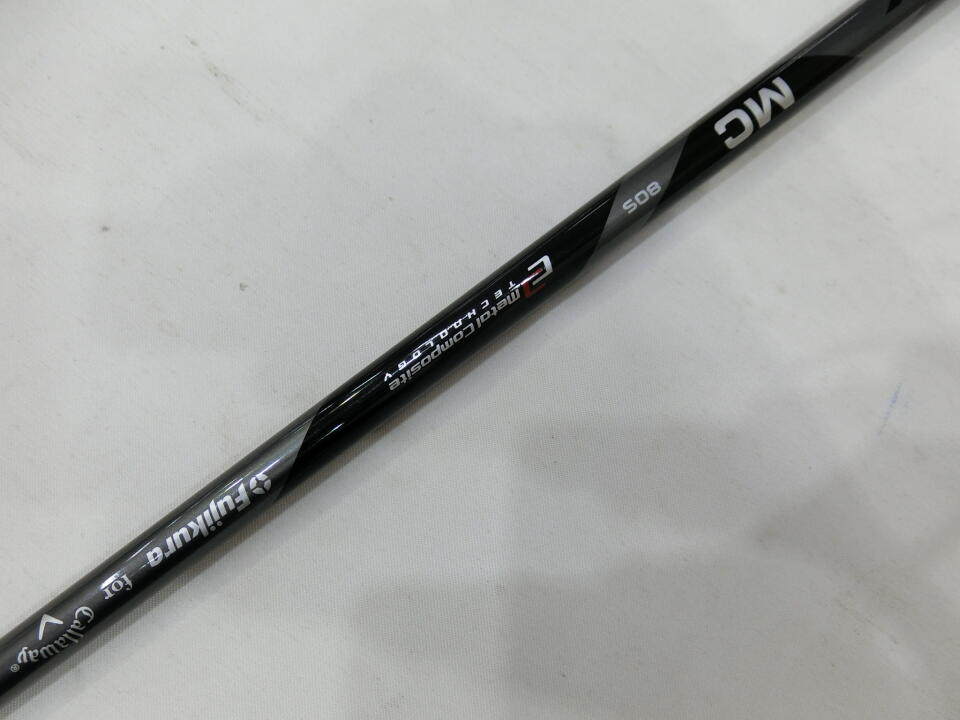 MC
80S
metal Composite
TECHNOLOGY
Fujikura for Callaway®